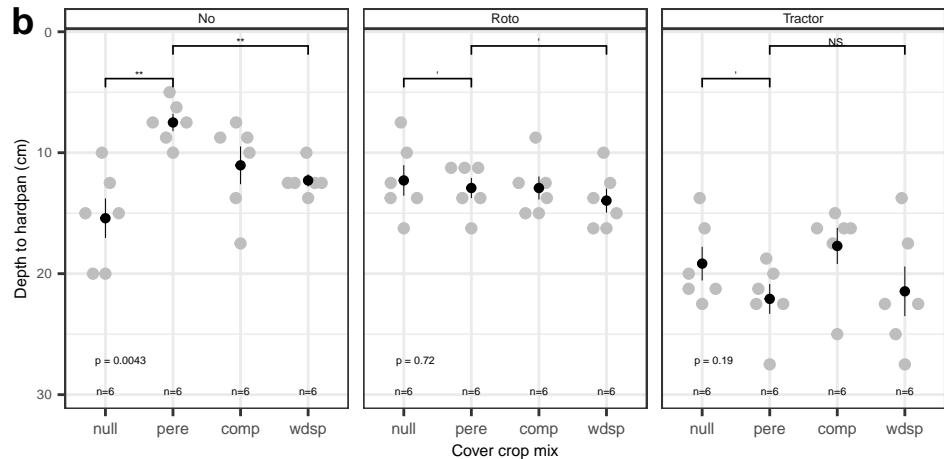 b
No Roto Tractor
Depth to hardpan (cm)
0
10
20
30
** ** ' ' ' NS
p = 0.0043 p = 0.72 p = 0.19
n=6 n=6 n=6 n=6 n=6 n=6 n=6 n=6 n=6 n=6 n=6 n=6
null pere comp wdsp null pere comp wdsp null pere comp wdsp
Cover crop mix